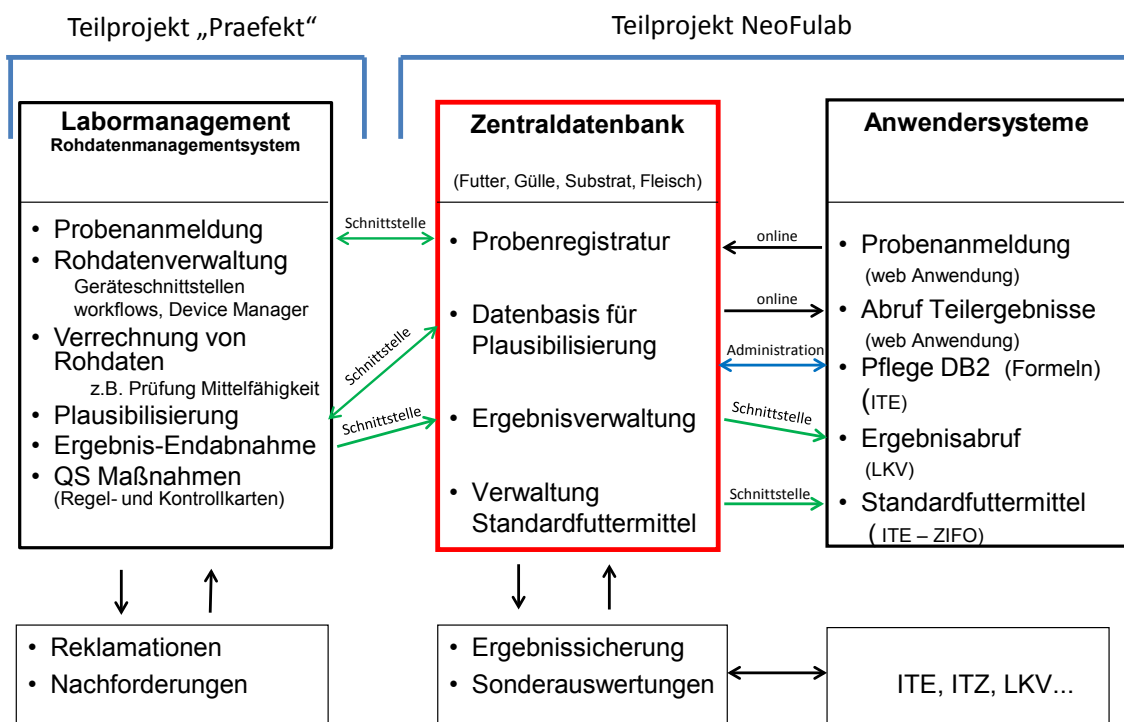 Teilprojekt „Praefekt“
Teilprojekt NeoFulab
Labormanagement
Rohdatenmanagementsystem
• Probenanmeldung
• Rohdatenverwaltung
Geräteschnittstellen
workflows, Device Manager
• Verrechnung von
Rohdaten
z.B. Prüfung Mittelfähigkeit
• Plausibilisierung
• Ergebnis-Endabnahme
• QS Maßnahmen
(Regel- und Kontrollkarten)
Schnittstelle
Schnittstelle
Schnittstelle
Zentraldatenbank
(Futter, Gülle, Substrat, Fleisch)
• Probenregistratur
• Datenbasis für
Plausibilisierung
• Ergebnisverwaltung
• Verwaltung
Standardfuttermittel
online
online
Administration
Schnittstelle
Schnittstelle
Anwendersysteme
• Probenanmeldung
(web Anwendung)
• Abruf Teilergebnisse
(web Anwendung)
• Pflege DB2 (Formeln)
(ITE)
• Ergebnisabruf
(LKV)
• Standardfuttermittel
( ITE – ZIFO)
• Reklamationen
• Nachforderungen
• Ergebnissicherung
• Sonderauswertungen
ITE, ITZ, LKV...